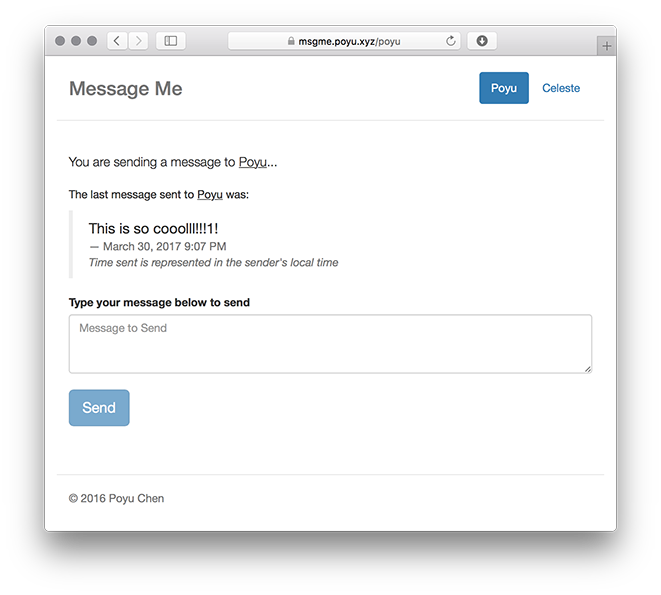 msgme.poyu.xyz/poyu
Message Me
Poyu
Celeste
You are sending a message to Poyu...
The last message sent to Poyu was:
This is so cooolll!!!1!
— March 30, 2017 9:07 PM
Time sent is represented in the sender's local time
Type your message below to send
Message to Send
Send
© 2016 Poyu Chen